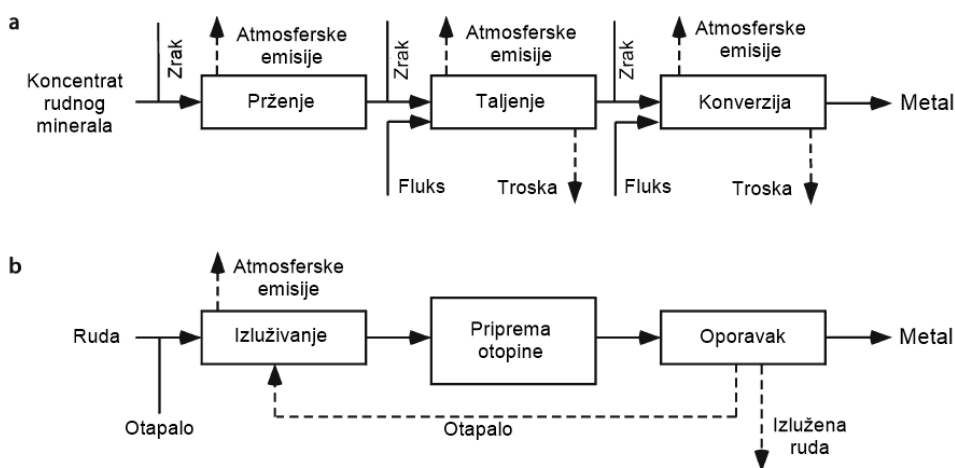 a
Zrak
Atmosferske
emisije
Zrak
Atmosferske
emisije
Zrak
Atmosferske
emisije
Koncentrat
rudnog
minerala
Prženje
Taljenje
Konverzija
Metal
Fluks
Troska
Fluks
Troska
b
Atmosferske
emisije
Ruda
Izluživanje
Priprema
otopine
Oporavak
Metal
Otapalo
Otapalo
Izlužena
ruda